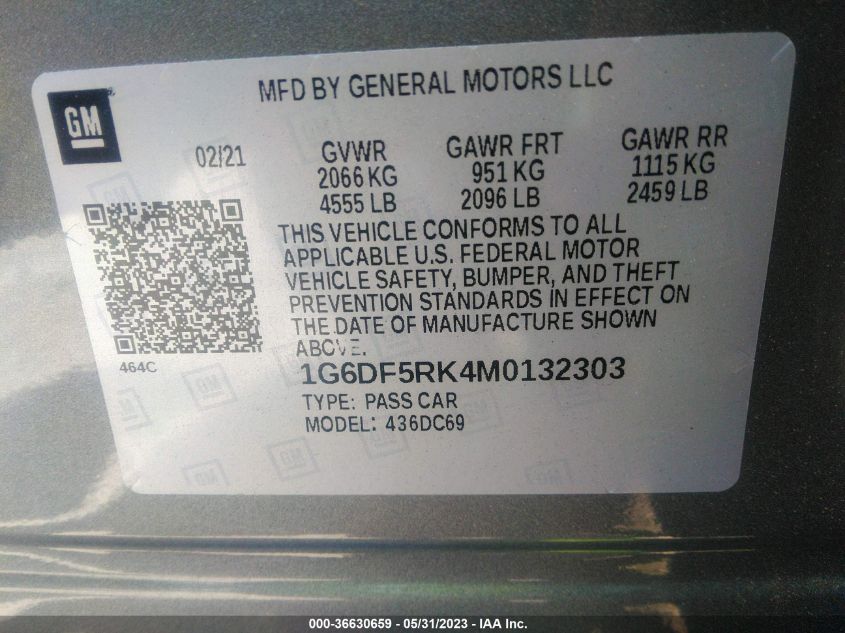 MFD BY GENERAL MOTORS LLC
GM
02/21
GVWR
2066 KG
4555 LB
GAWR FRT
951 KG
2096 LB
GAWR RR
1115 KG
2459 LB
THIS VEHICLE CONFORMS TO ALL
APPLICABLE U.S. FEDERAL MOTOR
VEHICLE SAFETY, BUMPER, AND THEFT
PREVENTION STANDARDS IN EFFECT ON
THE DATE OF MANUFACTURE SHOWN
ABOVE.
464C
1G6DF5RK4M0132303
TYPE: PASS CAR
MODEL: 436DC69
000-36630659 - 05/31/2023 - IAA Inc.